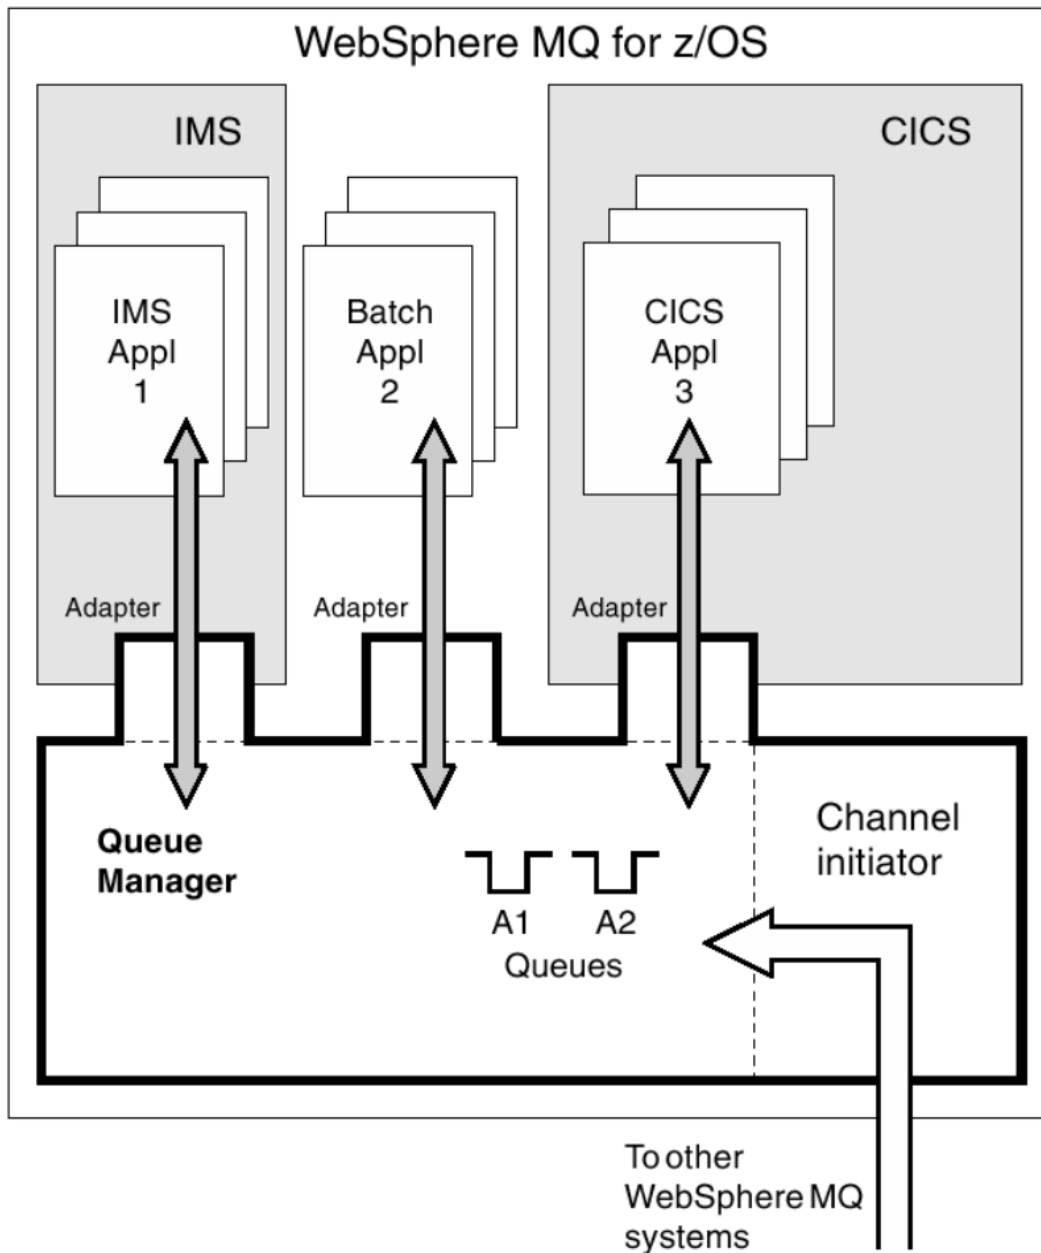 WebSphere MQ for z/OS
IMS
CICS
IMS
Appl
1
Batch
Appl
2
CICS
Appl
3
Adapter
Adapter
Adapter
Queue
Manager
Channel
initiator
A1
A2
Queues
To other
WebSphere MQ
systems